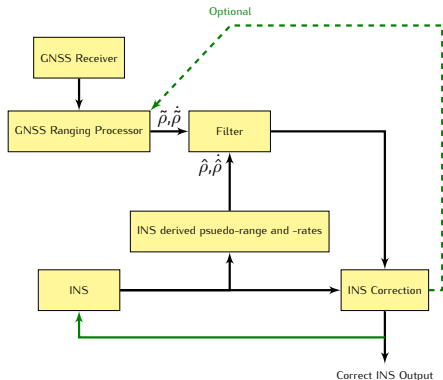 Optional
GNSS Receiver
GNSS Ranging Processor
ρ̃,ρ̃̇
Filter
ρ̂,ρ̂̇
INS derived psuedo-range and -rates
INS
INS Correction
Correct INS Output